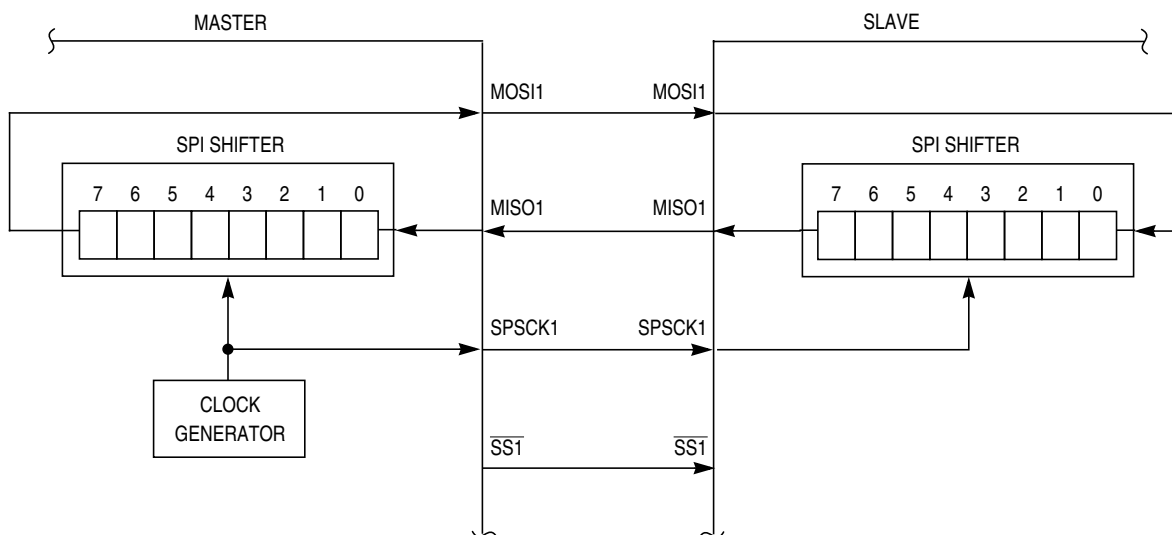 MASTER
SLAVE
MOSI1 MOSI1
SPI SHIFTER SPI SHIFTER
7 6 5 4 3 2 1 0 7 6 5 4 3 2 1 0
MISO1 MISO1
SPSCK1 SPSCK1
CLOCK
GENERATOR
SS1 SS1